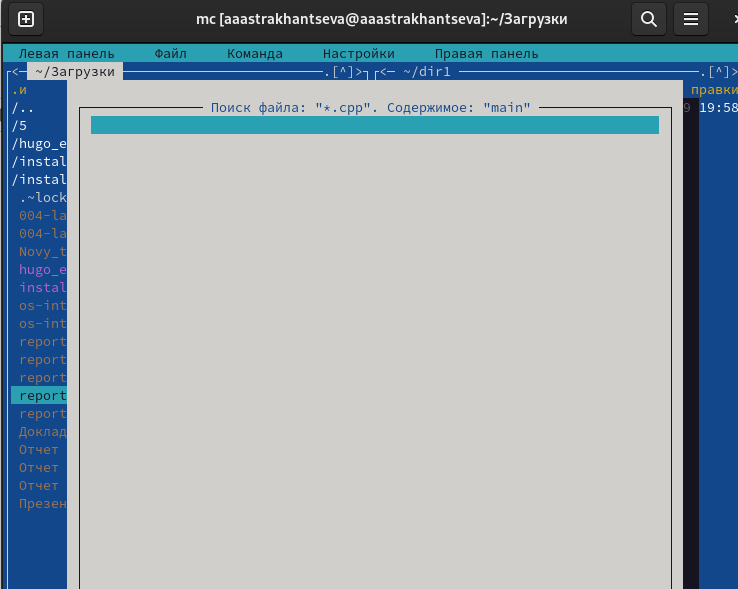 mc [aaastrakhantseva@aaastrakhantseva]:~/Загрузки
Левая панель Файл Команда Настройки Правая панель
<— ~/Загрузки .[^]> <— ~/dir1 .[^]>
.и правки
/.. 9 19:58
Поиск файла: "*.cpp". Содержимое: "main"
/5
/hugo_e
/instal
/instal
.~lock
004-la
004-la
Novy_t
hugo_e
instal
os-int
os-int
report
report
report
report
report
Доклад
Отчет
Отчет
Отчет
Презен